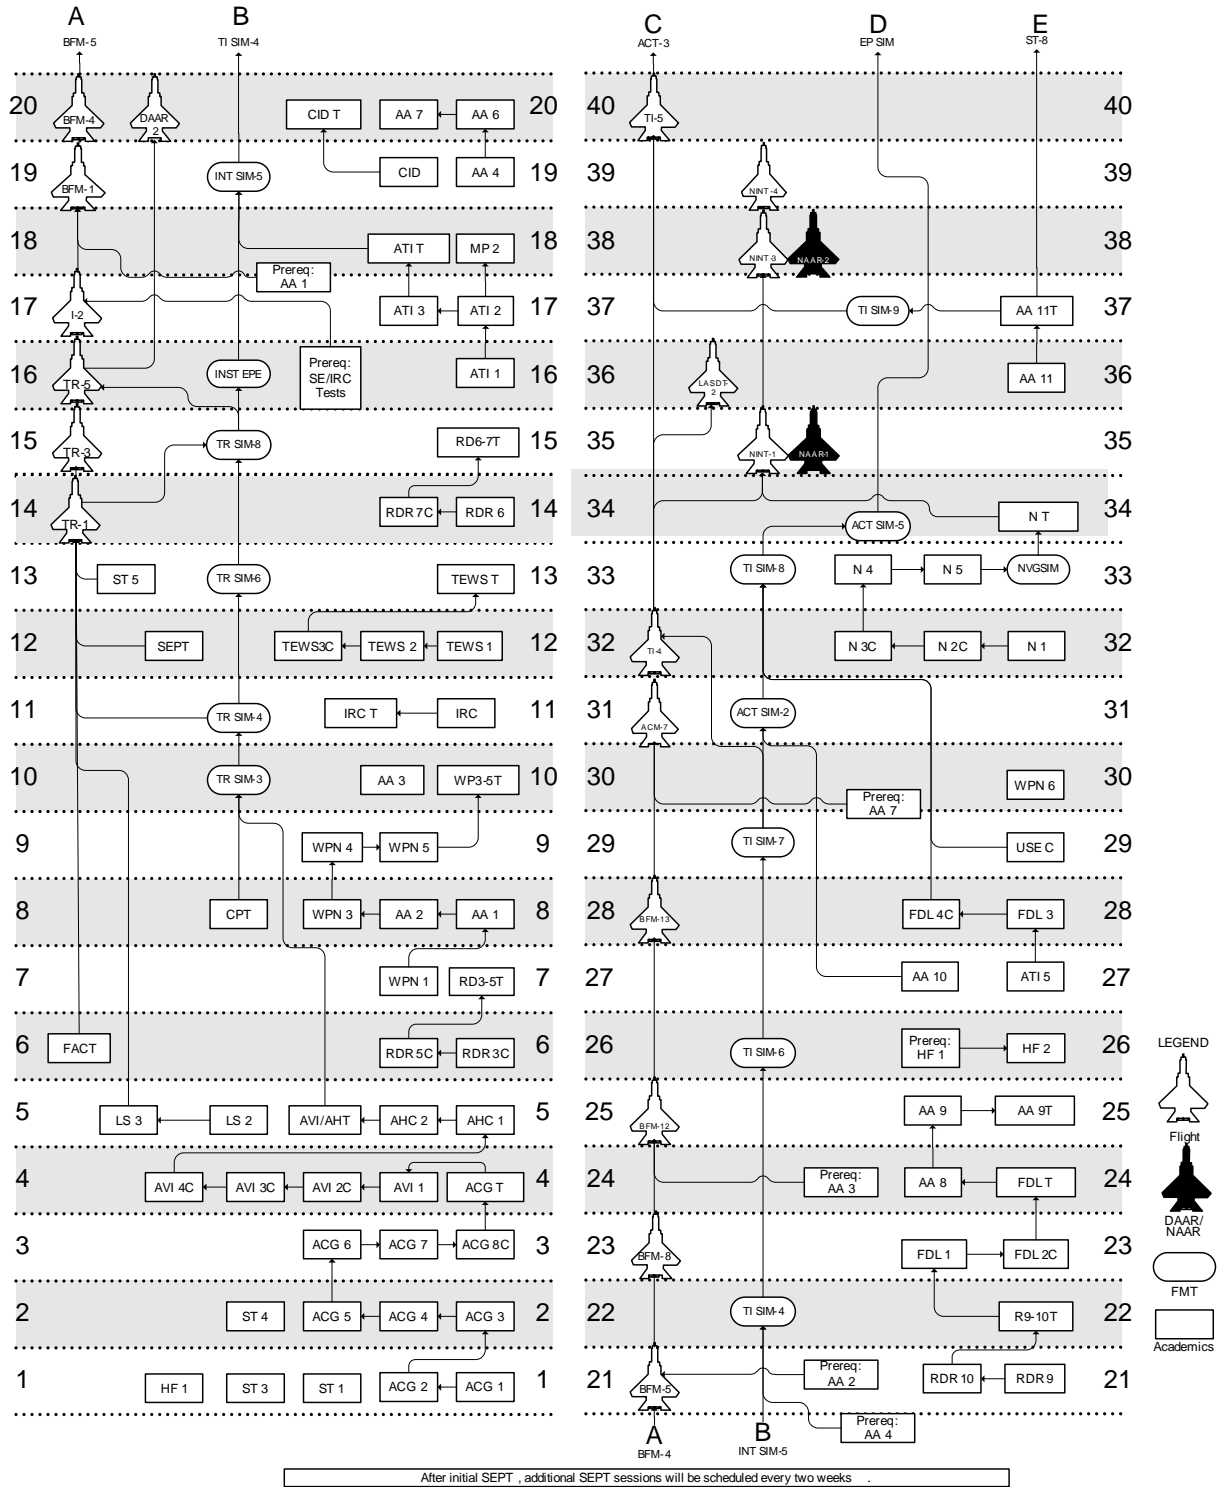 A B
BFM-5 TI SIM-4
20 BFM-4 DAAR 2 CID T AA 7 AA 6 20
19 BFM-1 INT SIM-5 CID AA 4 19
18 ATI T MP 2 18
Prereq: AA 1
17 I-2 ATI 3 ATI 2 17
16 TR-5 INST EPE Prereq: SE/IRC Tests ATI 1 16
15 TR-3 TR SIM-8 RD6-7T 15
14 TR-1 RDR 7C RDR 6 14
13 ST 5 TR SIM-6 TEWS T 13
12 SEPT TEWS3C TEWS 2 TEWS 1 12
11 TR SIM-4 IRC T IRC 11
10 TR SIM-3 AA 3 WP3-5T 10
9 WPN 4 WPN 5 9
8 CPT WPN 3 AA 2 AA 1 8
7 WPN 1 RD3-5T 7
6 FACT RDR 5C RDR 3C 6
5 LS 3 LS 2 AVI/AHT AHC 2 AHC 1 5
4 AVI 4C AVI 3C AVI 2C AVI 1 ACG T 4
3 ACG 6 ACG 7 ACG 8C 3
2 ST 4 ACG 5 ACG 4 ACG 3 2
1 HF 1 ST 3 ST 1 ACG 2 ACG 1 1
C D E
ACT-3 EP SIM ST-8
40 TI-5 40
39 NINT-4 39
38 NINT-3 NAAR-2 38
37 TI SIM-9 AA 11T 37
36 LASDT-2 AA 11 36
35 NINT-1 NAAR-1 35
34 ACT SIM-5 N T 34
33 TI SIM-8 N 4 N 5 NVGSIM 33
32 TI-4 N 3C N 2C N 1 32
31 ACM-7 ACT SIM-2 31
30 WPN 6 30
Prereq: AA 7
29 TI SIM-7 USE C 29
28 BFM-13 FDL 4C FDL 3 28
27 AA 10 ATI 5 27
26 TI SIM-6 Prereq: HF 1 HF 2 26
25 BFM-12 AA 9 AA 9T 25
24 Prereq: AA 3 AA 8 FDL T 24
23 BFM-8 FDL 1 FDL 2C 23
22 TI SIM-4 R9-10T 22
21 BFM-5 Prereq: AA 2 RDR 10 RDR 9 21
A B Prereq: AA 4
BFM-4 INT SIM-5
LEGEND
Flight
DAAR/
NAAR
FMT
Academics
After initial SEPT , additional SEPT sessions will be scheduled every two weeks .